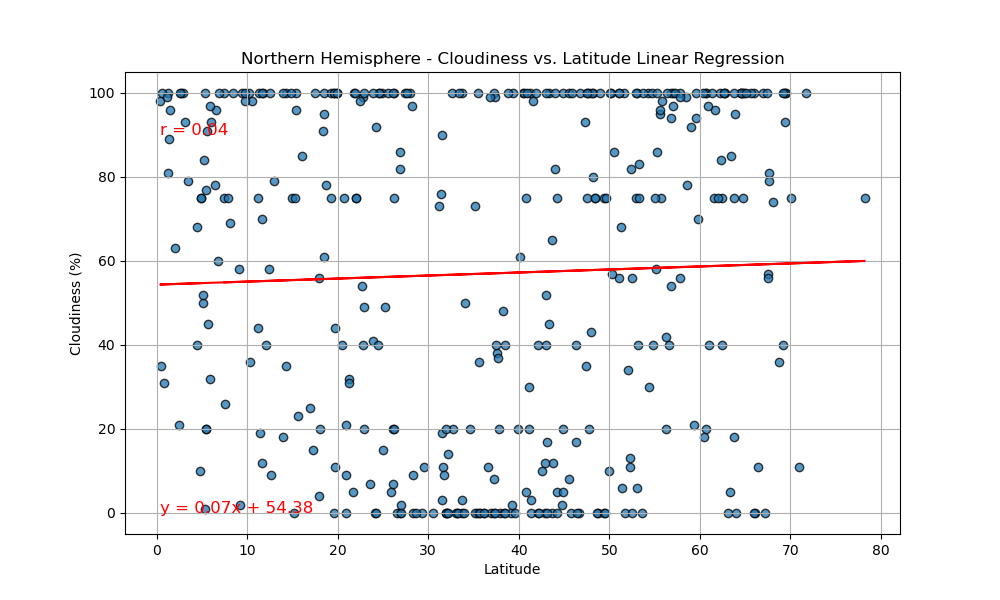 Northern Hemisphere - Cloudiness vs. Latitude Linear Regression
100
r = 0.04
80
60
Cloudiness (%)
40
20
y = 0.07x + 54.38
0
0 10 20 30 40 50 60 70 80
Latitude